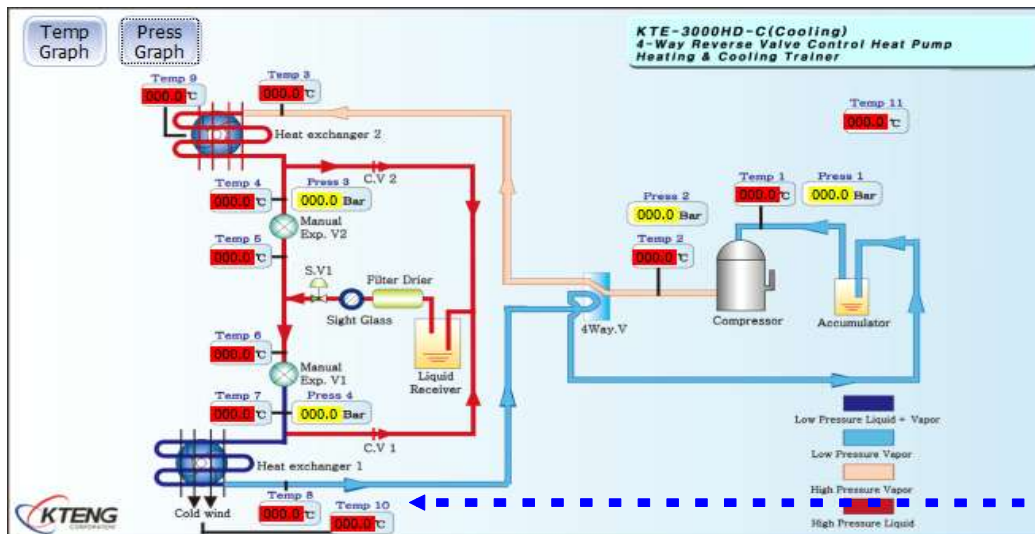 Temp
Graph
Press
Graph
KTE-3000HD-C(Cooling)
4-Way Reverse Valve Control Heat Pump
Heating & Cooling Trainer
Temp 9
000.0 ℃
Temp 3
000.0 ℃
Heat exchanger 2
Temp 11
000.0 ℃
C.V 2
Temp 4
000.0 ℃
Press 3
000.0 Bar
Manual
Exp. V2
Temp 5
000.0 ℃
Press 2
000.0 Bar
Temp 2
000.0 ℃
Temp 1
000.0 ℃
Press 1
000.0 Bar
S.V1
Filter Drier
Sight Glass
4Way.V
Compressor
Accumulator
Temp 6
000.0 ℃
Manual
Exp. V1
Liquid
Receiver
Temp 7
000.0 ℃
Press 4
000.0 Bar
C.V 1
Heat exchanger 1
Cold wind
Temp 8
000.0 ℃
Temp 10
000.0 ℃
Low Pressure Liquid + Vapor
Low Pressure Vapor
High Pressure Vapor
High Pressure Liquid
KTENG
CORPORATION